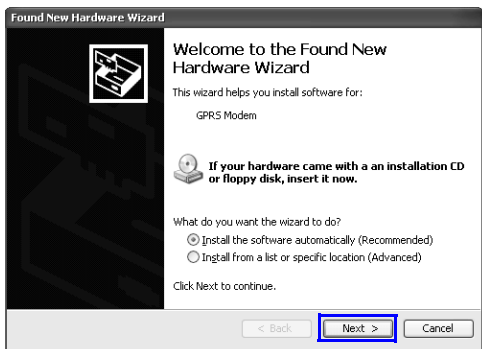 Found New Hardware Wizard
Welcome to the Found New
Hardware Wizard
This wizard helps you install software for:
GPRS Modem
If your hardware came with a an installation CD
or floppy disk, insert it now.
What do you want the wizard to do?
Install the software automatically (Recommended)
Install from a list or specific location (Advanced)
Click Next to continue.
< Back
Next >
Cancel